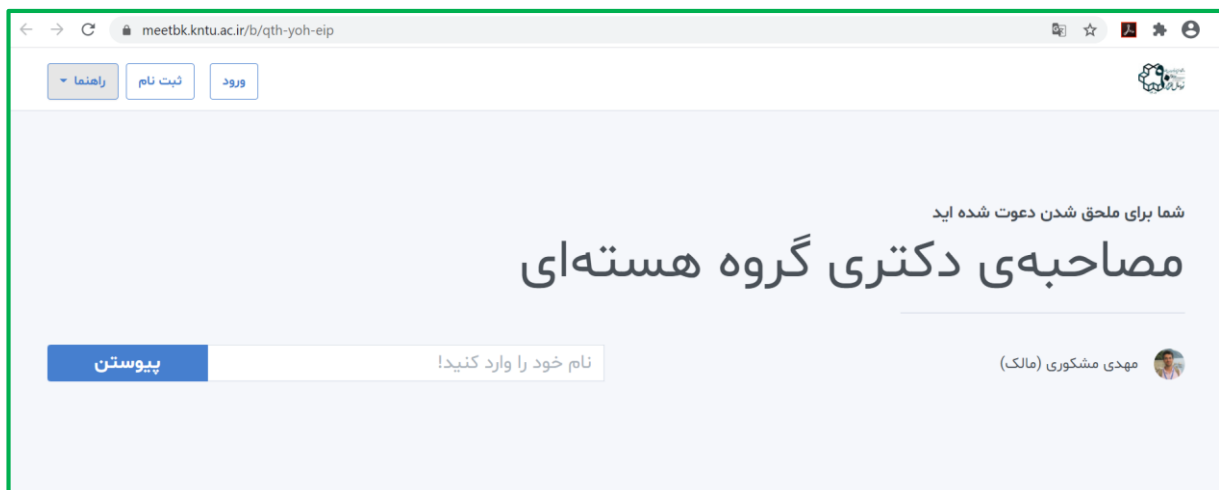 meetbk.kntu.ac.ir/b/qth-yoh-eip
ورود
ثبت نام
راهنما
شما برای ملحق شدن دعوت شده اید
مصاحبه‌ی دکتری گروه هسته‌ای
مهدی مشکوری (مالک)
نام خود را وارد کنید!
پیوستن